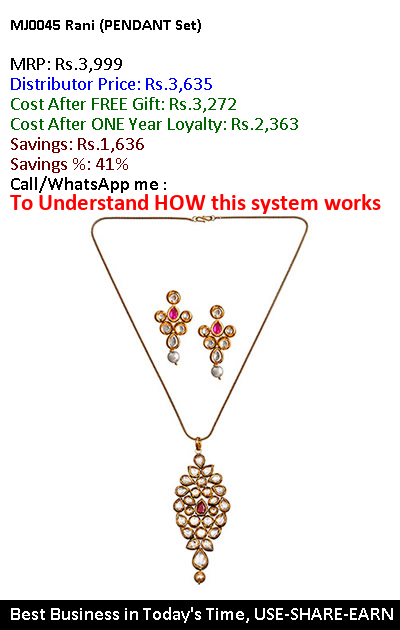 MJ0045 Rani (PENDANT Set)
MRP: Rs.3,999
Distributor Price: Rs.3,635
Cost After FREE Gift: Rs.3,272
Cost After ONE Year Loyalty: Rs.2,363
Savings: Rs.1,636
Savings %: 41%
Call/WhatsApp me :
To Understand HOW this system works
Best Business in Today's Time, USE-SHARE-EARN